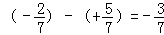 (-2/7) - (+5/7) = -3/7